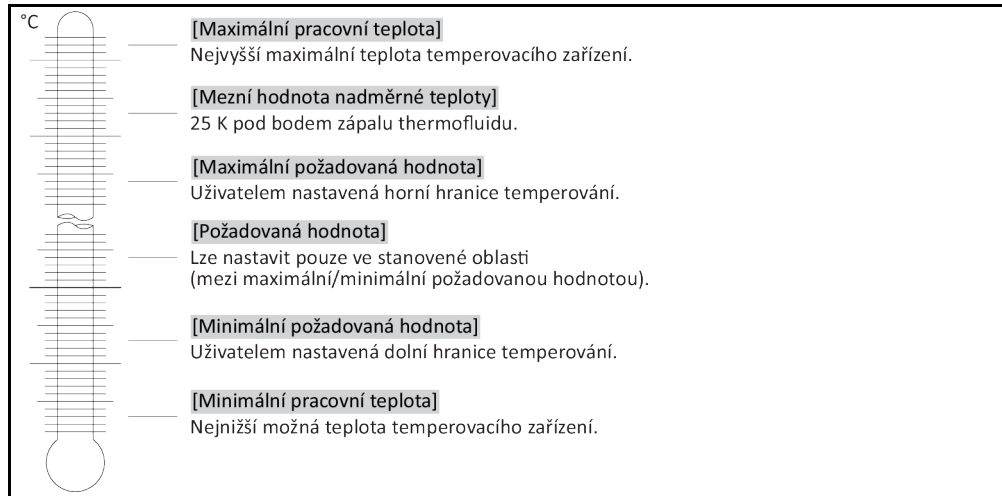 °C
[Maximální pracovní teplota]
Nejvyšší maximální teplota temperovacího zařízení.
[Mezní hodnota nadměrné teploty]
25 K pod bodem zápalu thermofluidu.
[Maximální požadovaná hodnota]
Uživatelem nastavená horní hranice temperování.
[Požadovaná hodnota]
Lze nastavit pouze ve stanovené oblasti
(mezi maximální/minimální požadovanou hodnotou).
[Minimální požadovaná hodnota]
Uživatelem nastavená dolní hranice temperování.
[Minimální pracovní teplota]
Nejnižší možná teplota temperovacího zařízení.